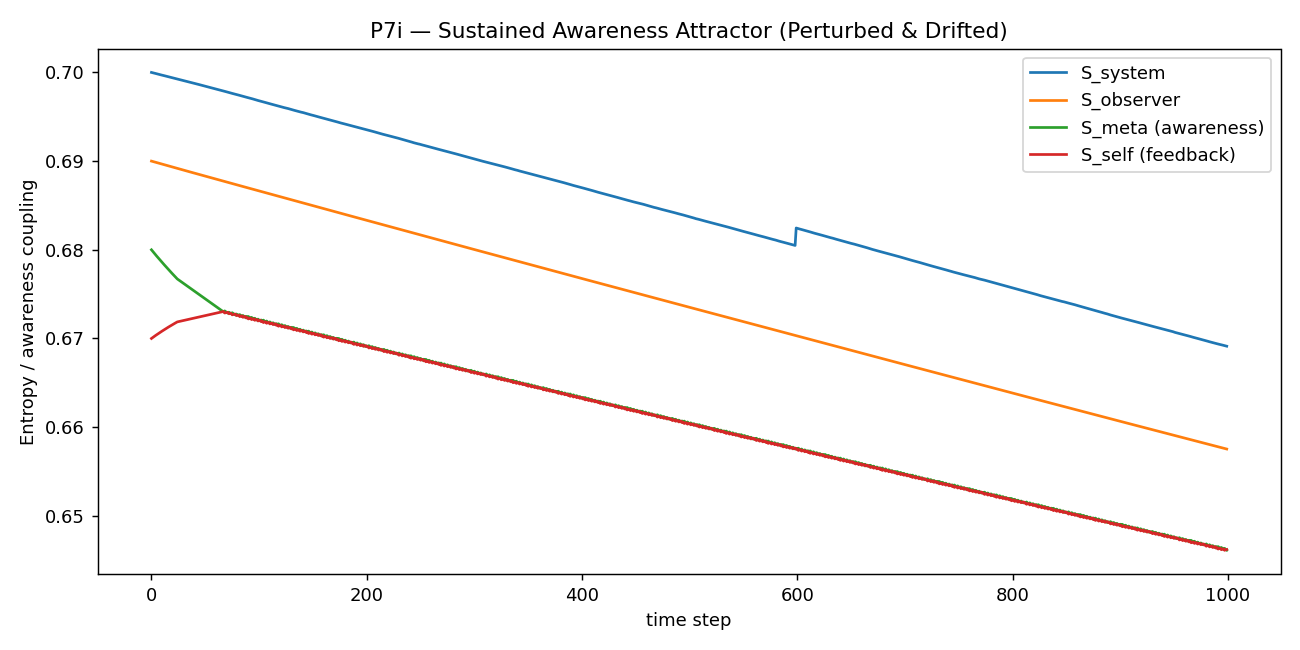 P7i — Sustained Awareness Attractor (Perturbed & Drifted)
S_system
S_observer
S_meta (awareness)
S_self (feedback)
Entropy / awareness coupling
0.70
0.69
0.68
0.67
0.66
0.65
0
200
400
600
800
1000
time step